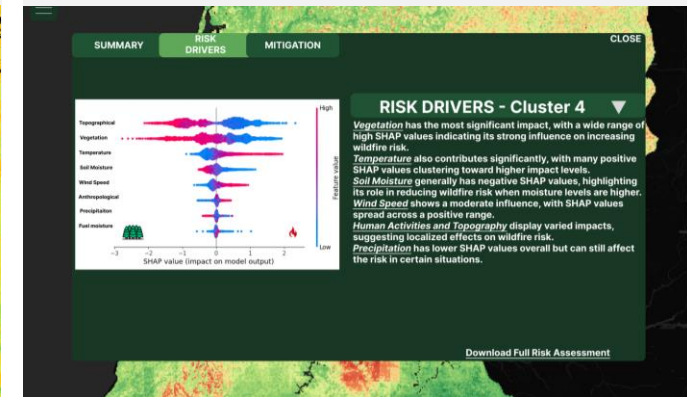 SUMMARY
RISK
DRIVERS
MITIGATION
CLOSE
Topographical
Vegetation
Temperature
Soil Moisture
Wind Speed
Anthropological
Precipitaiton
Fuel moisture
High
Feature value
Low
−3 −2 −1 0 1 2
SHAP value (impact on model output)
RISK DRIVERS - Cluster 4
Vegetation has the most significant impact, with a wide range of
high SHAP values indicating its strong influence on increasing
wildfire risk.
Temperature also contributes significantly, with many positive
SHAP values clustering toward higher impact levels.
Soil Moisture generally has negative SHAP values, highlighting
its role in reducing wildfire risk when moisture levels are higher.
Wind Speed shows a moderate influence, with SHAP values
spread across a positive range.
Human Activities and Topography display varied impacts,
suggesting localized effects on wildfire risk.
Precipitation has lower SHAP values overall but can still affect
the risk in certain situations.
Download Full Risk Assessment